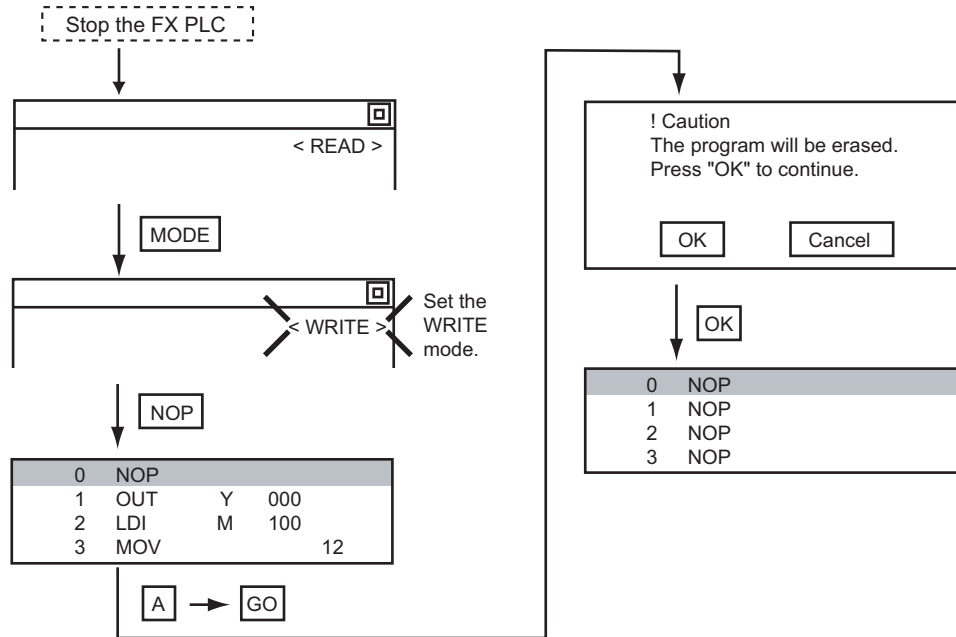 Stop the FX PLC
< READ >
MODE
< WRITE >
Set the
WRITE
mode.
NOP
0 NOP
1 OUT Y 000
2 LDI M 100
3 MOV 12
A GO
! Caution
The program will be erased.
Press "OK" to continue.
OK Cancel
OK
0 NOP
1 NOP
2 NOP
3 NOP